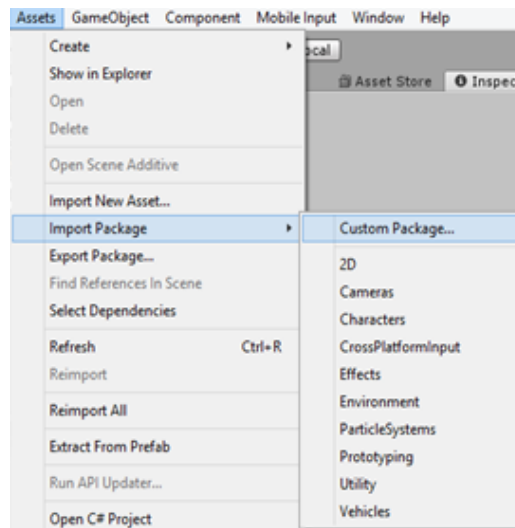 Assets GameObject Component Mobile Input Window Help
Create
Show in Explorer
Open
Delete
Open Scene Additive
Import New Asset...
Import Package
Export Package...
Find References In Scene
Select Dependencies
Refresh Ctrl+R
Reimport
Reimport All
Extract From Prefab
Run API Updater...
Open C# Project
Asset Store
Custom Package...
2D
Cameras
Characters
CrossPlatformInput
Effects
Environment
ParticleSystems
Prototyping
Utility
Vehicles